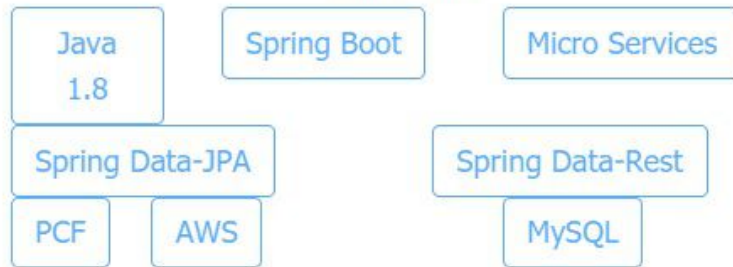 Java Spring Boot Micro Services
1.8
Spring Data-JPA Spring Data-Rest
PCF AWS MySQL